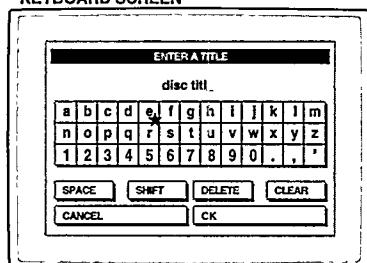 KEYBOARD SCREEN
ENTER A TITLE
disc titl_
a b c d e f g h i j k l m
n o p q r s t u v w x y z
1 2 3 4 5 6 7 8 9 0 . , '
SPACE SHIFT DELETE CLEAR
CANCEL CK